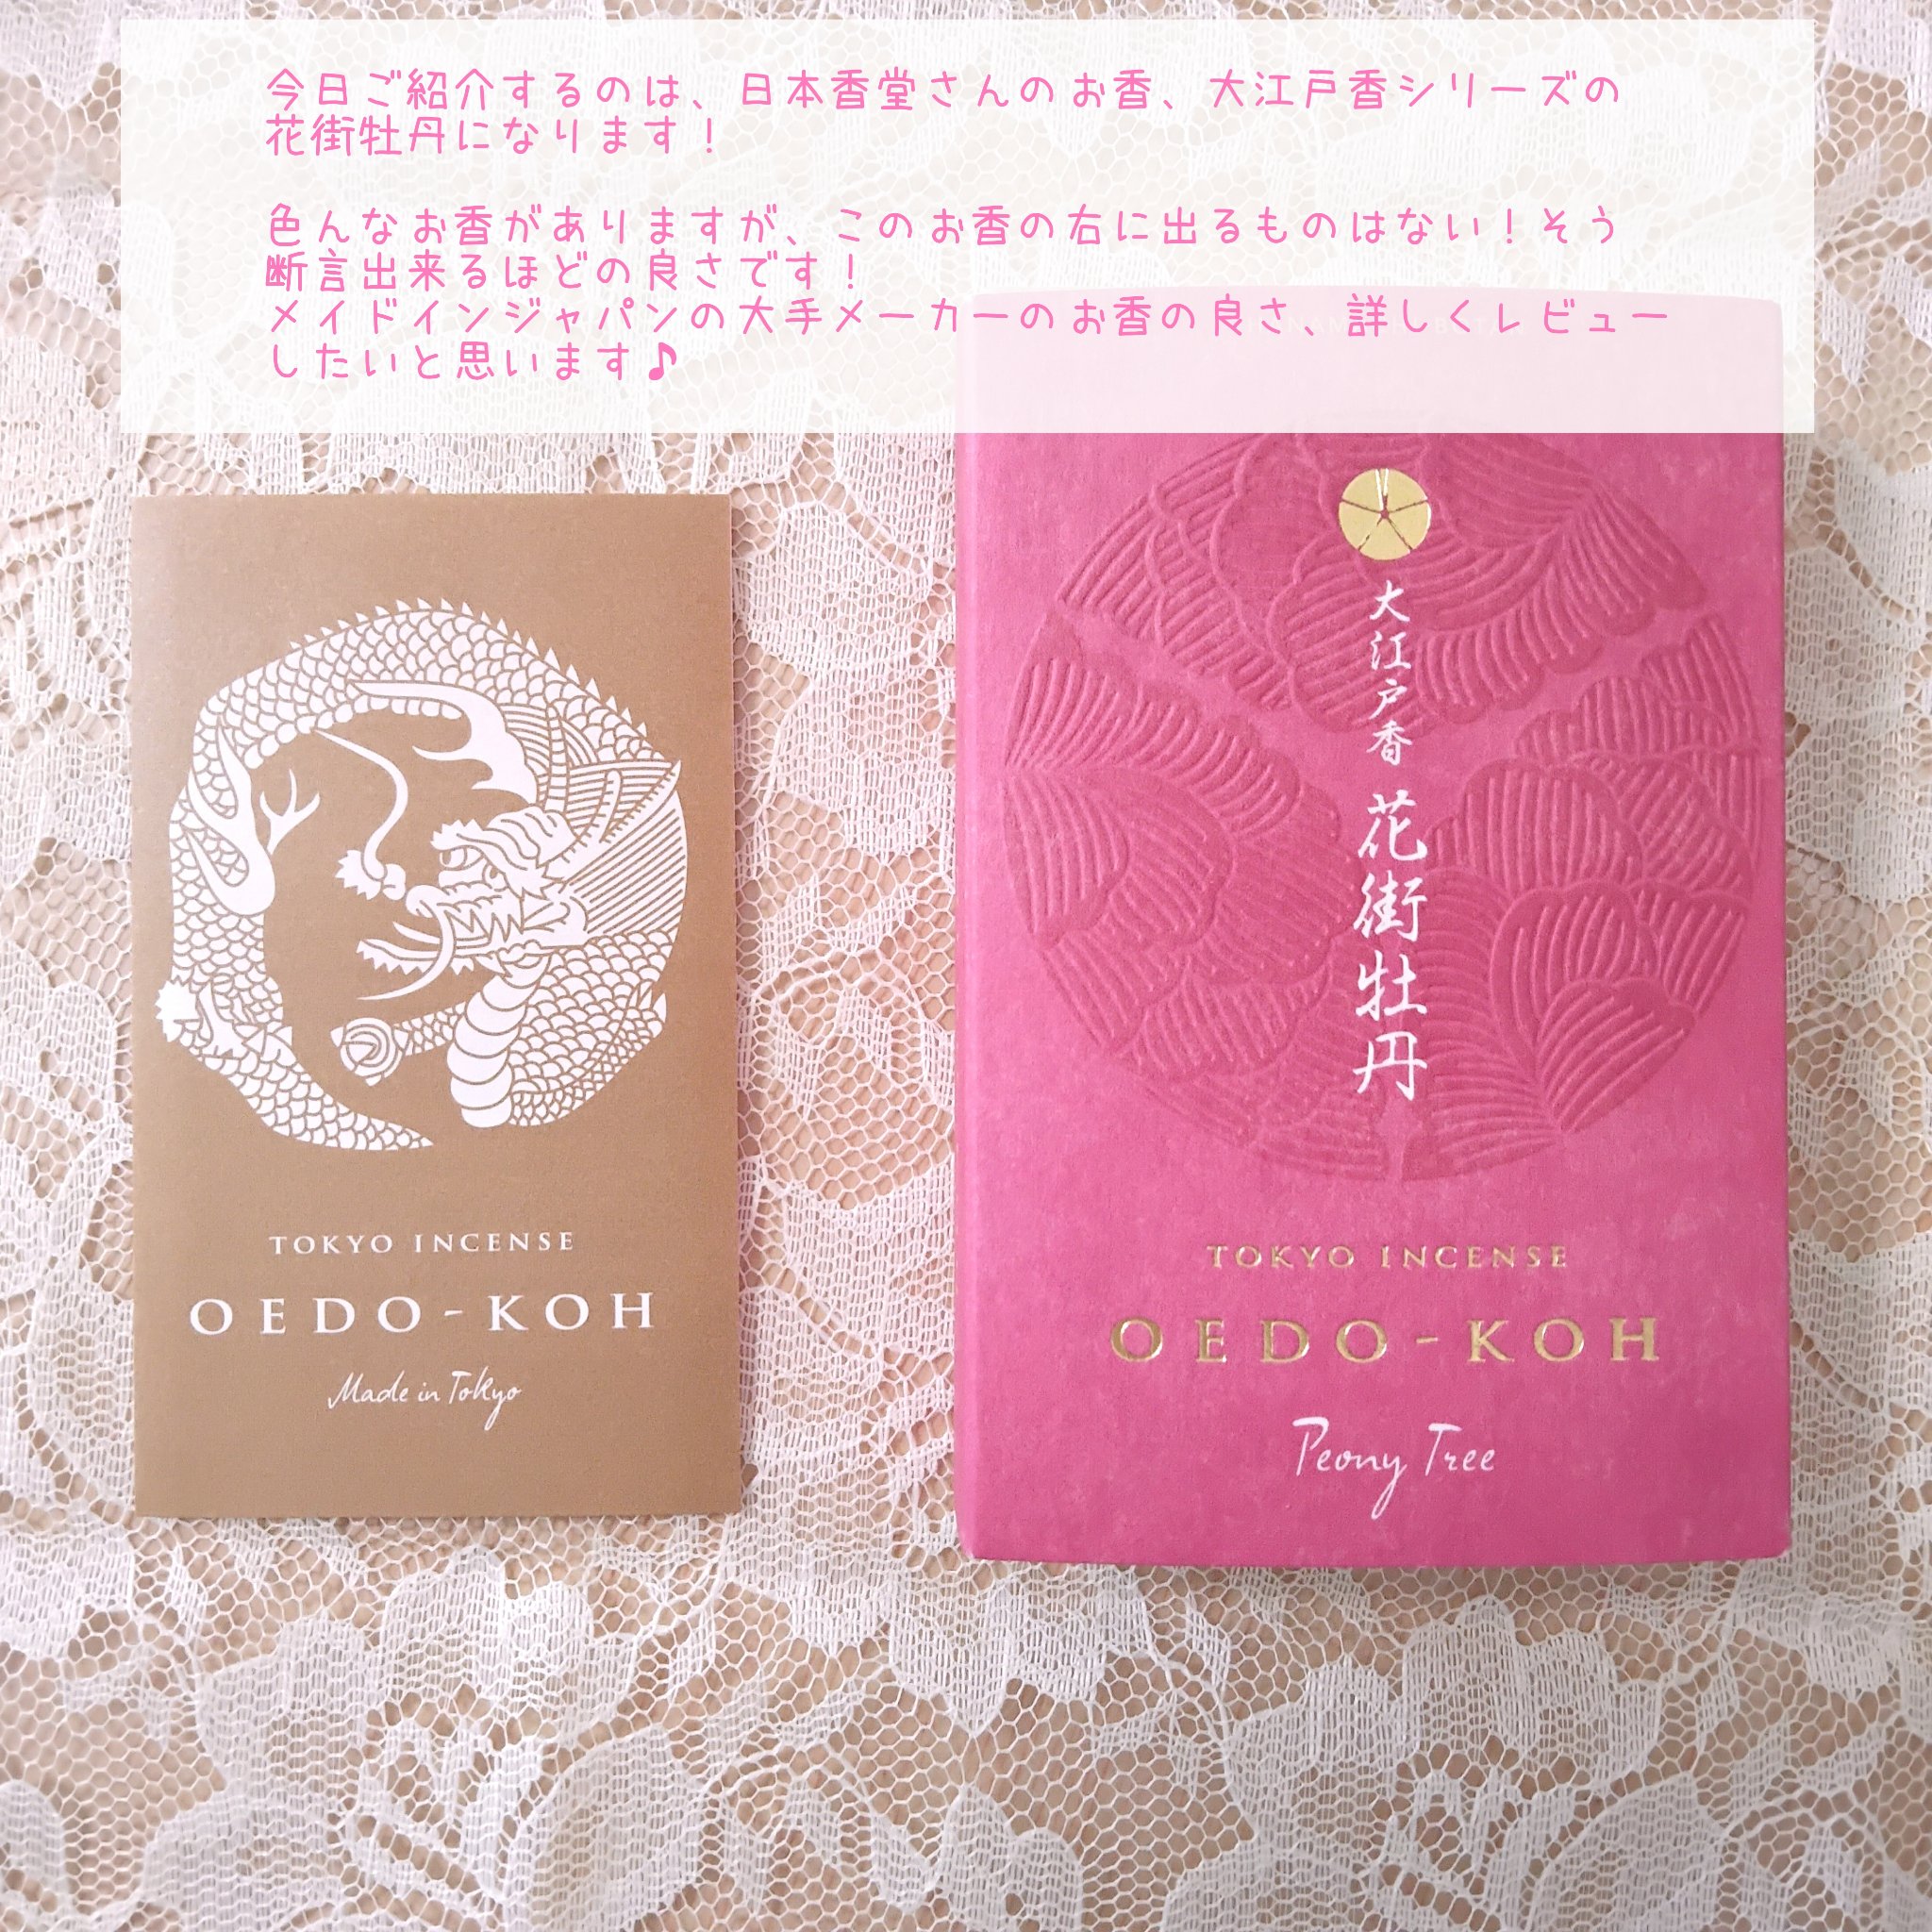 今日ご紹介するのは、日本香堂さんのお香、大江戸香シリーズの
花街牡丹になります！
色んなお香がありますが、このお香の右に出るものはない！そう
断言出来るほどの良さです！
メイドインジャパンの大手メーカーのお香の良さ、詳しくレビュー
したいと思います♪
TOKYO INCENSE
OEDO-KOH
Made in Tokyo
大江戸香 花街牡丹
TOKYO INCENSE
OEDO-KOH
Peony Tree